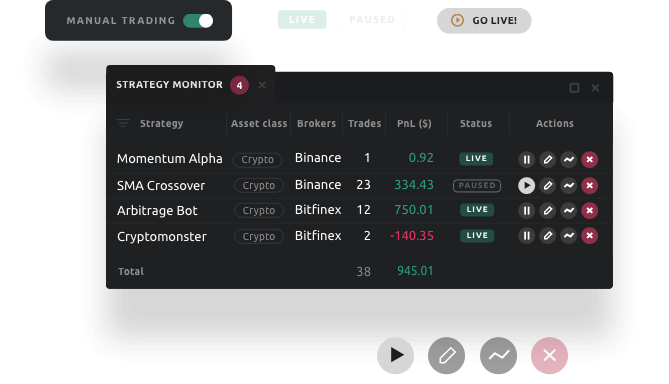 MANUAL TRADING LIVE PAUSED GO LIVE!
STRATEGY MONITOR 4
Strategy Asset class Brokers Trades PnL ($) Status Actions
Momentum Alpha Crypto Binance 1 0.92 LIVE
SMA Crossover Crypto Binance 23 334.43 PAUSED
Arbitrage Bot Crypto Bitfinex 12 750.01 LIVE
Cryptomonster Crypto Bitfinex 2 -140.35 LIVE
Total 38 945.01